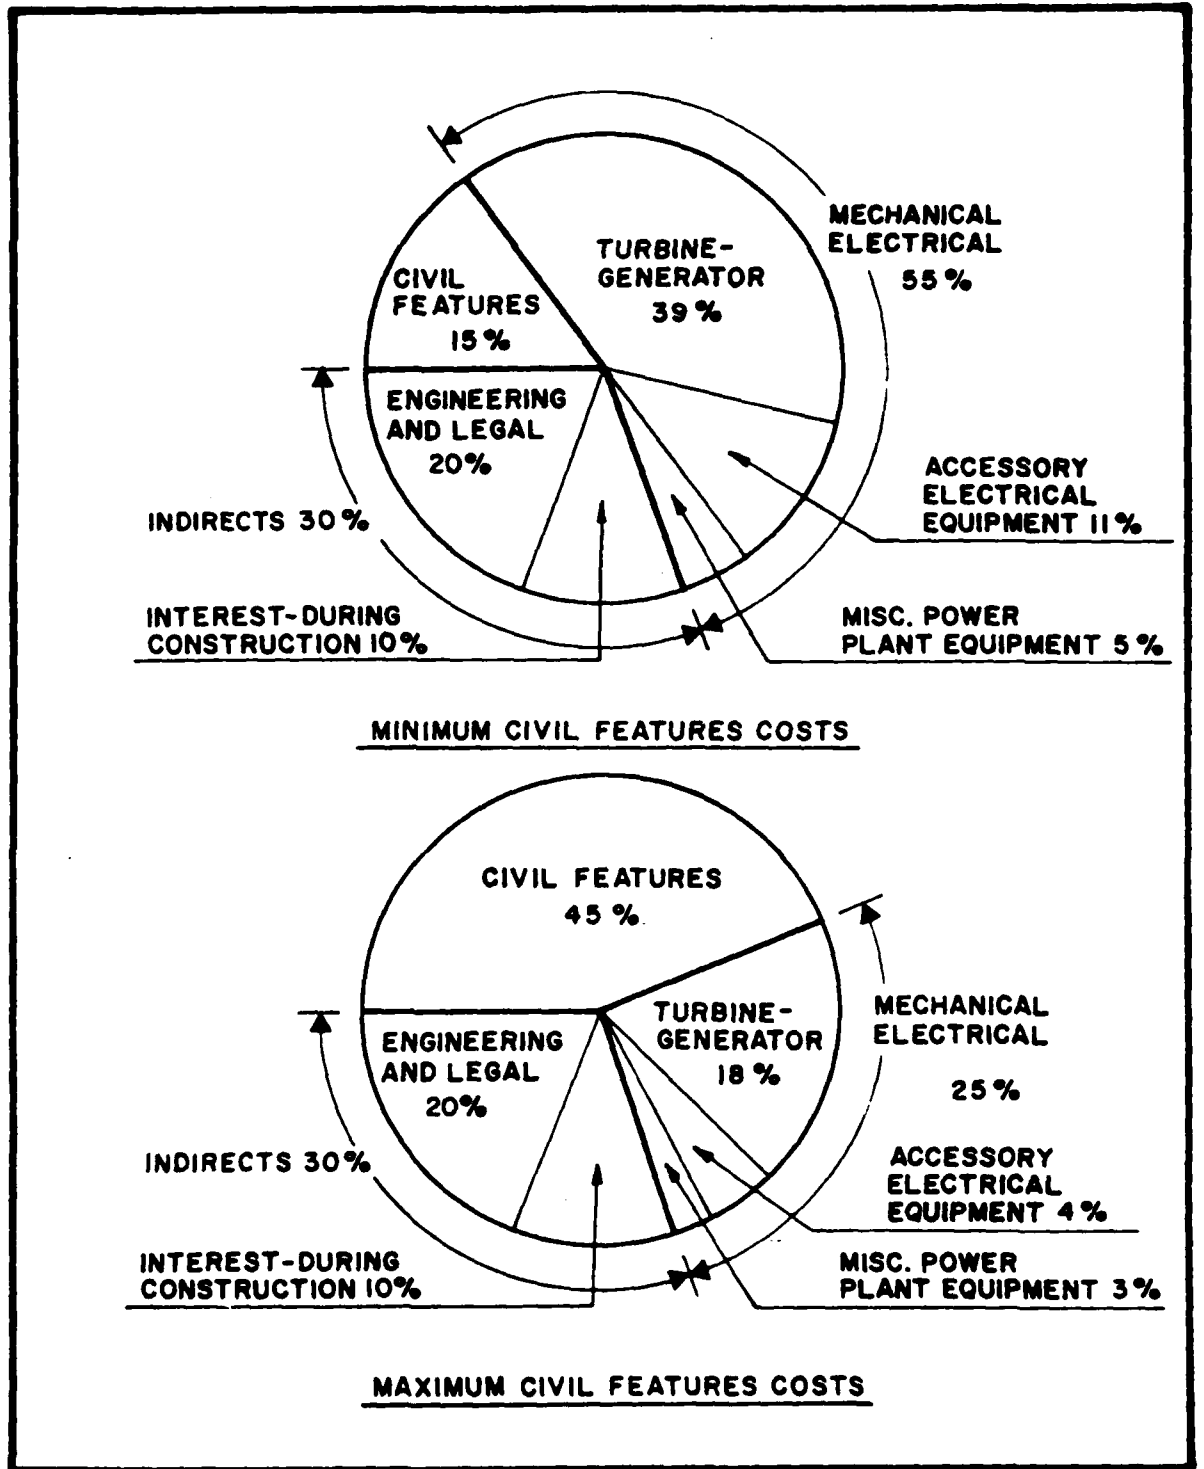 MECHANICAL
ELECTRICAL
55%
TURBINE-
GENERATOR
39%
CIVIL
FEATURES
15%
ENGINEERING
AND LEGAL
20%
ACCESSORY
ELECTRICAL
EQUIPMENT 11%
INDIRECTS 30%
INTEREST-DURING
CONSTRUCTION 10%
MISC. POWER
PLANT EQUIPMENT 5%
MINIMUM CIVIL FEATURES COSTS
CIVIL FEATURES
45%
TURBINE-
GENERATOR
18%
MECHANICAL
ELECTRICAL
25%
ENGINEERING
AND LEGAL
20%
INDIRECTS 30%
ACCESSORY
ELECTRICAL
EQUIPMENT 4%
INTEREST-DURING
CONSTRUCTION 10%
MISC. POWER
PLANT EQUIPMENT 3%
MAXIMUM CIVIL FEATURES COSTS